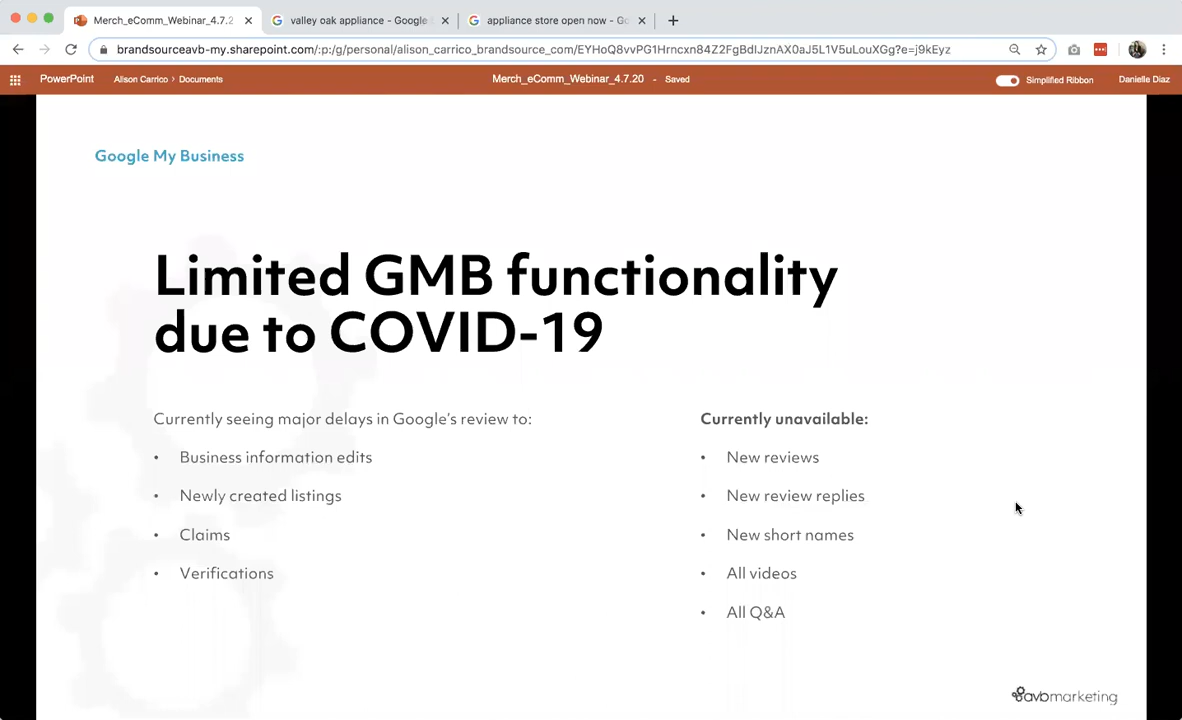 Merch_eComm_Webinar_4.7.2
valley oak appliance - Google
appliance store open now - Go
brandsourceavb-my.sharepoint.com/:p:/g/personal/alison_carrico_brandsource_com/EYHoQ8vvPG1Hrncxn84Z2FgBdIJznAX0aJ5L1V5uLouXGg?e=j9kEyz
PowerPoint Alison Carrico › Documents Merch_eComm_Webinar_4.7.20 - Saved Simplified Ribbon Danielle Diaz
Google My Business
Limited GMB functionality
due to COVID-19
Currently seeing major delays in Google's review to:
• Business information edits
• Newly created listings
• Claims
• Verifications
Currently unavailable:
• New reviews
• New review replies
• New short names
• All videos
• All Q&A
avbmarketing